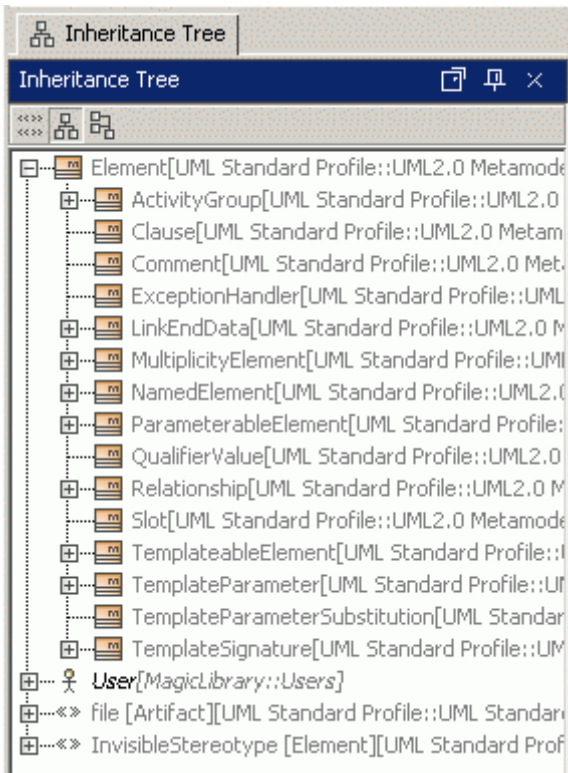 Inheritance Tree
Inheritance Tree
Element[UML Standard Profile::UML2.0 Metamode
ActivityGroup[UML Standard Profile::UML2.0
Clause[UML Standard Profile::UML2.0 Metam
Comment[UML Standard Profile::UML2.0 Meta
ExceptionHandler[UML Standard Profile::UML
LinkEndData[UML Standard Profile::UML2.0 M
MultiplicityElement[UML Standard Profile::UML
NamedElement[UML Standard Profile::UML2.0
ParameterableElement[UML Standard Profile:
QualifierValue[UML Standard Profile::UML2.0
Relationship[UML Standard Profile::UML2.0 M
Slot[UML Standard Profile::UML2.0 Metamode
TemplateableElement[UML Standard Profile::
TemplateParameter[UML Standard Profile::UM
TemplateParameterSubstitution[UML Standar
TemplateSignature[UML Standard Profile::UM
User[MagicLibrary::Users]
«» file [Artifact][UML Standard Profile::UML Standar
«» InvisibleStereotype [Element][UML Standard Prof